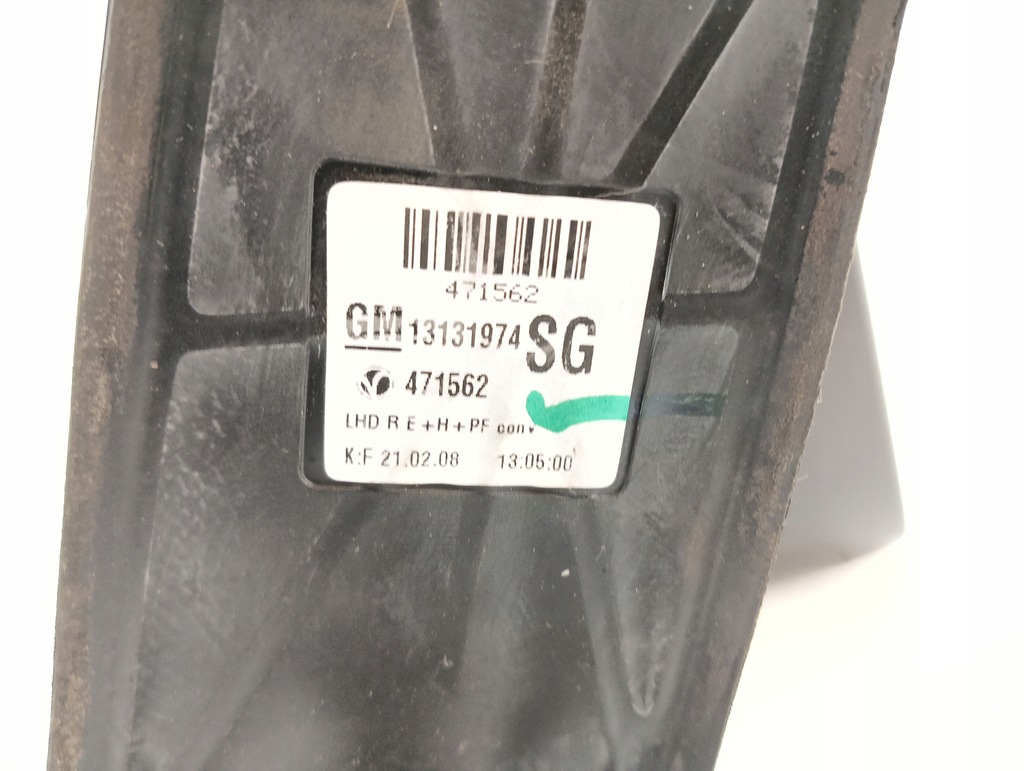 471562
GM 13131974 SG
471562
LHD R E+H+PF conv
K:F 21.02.08 13:05:00